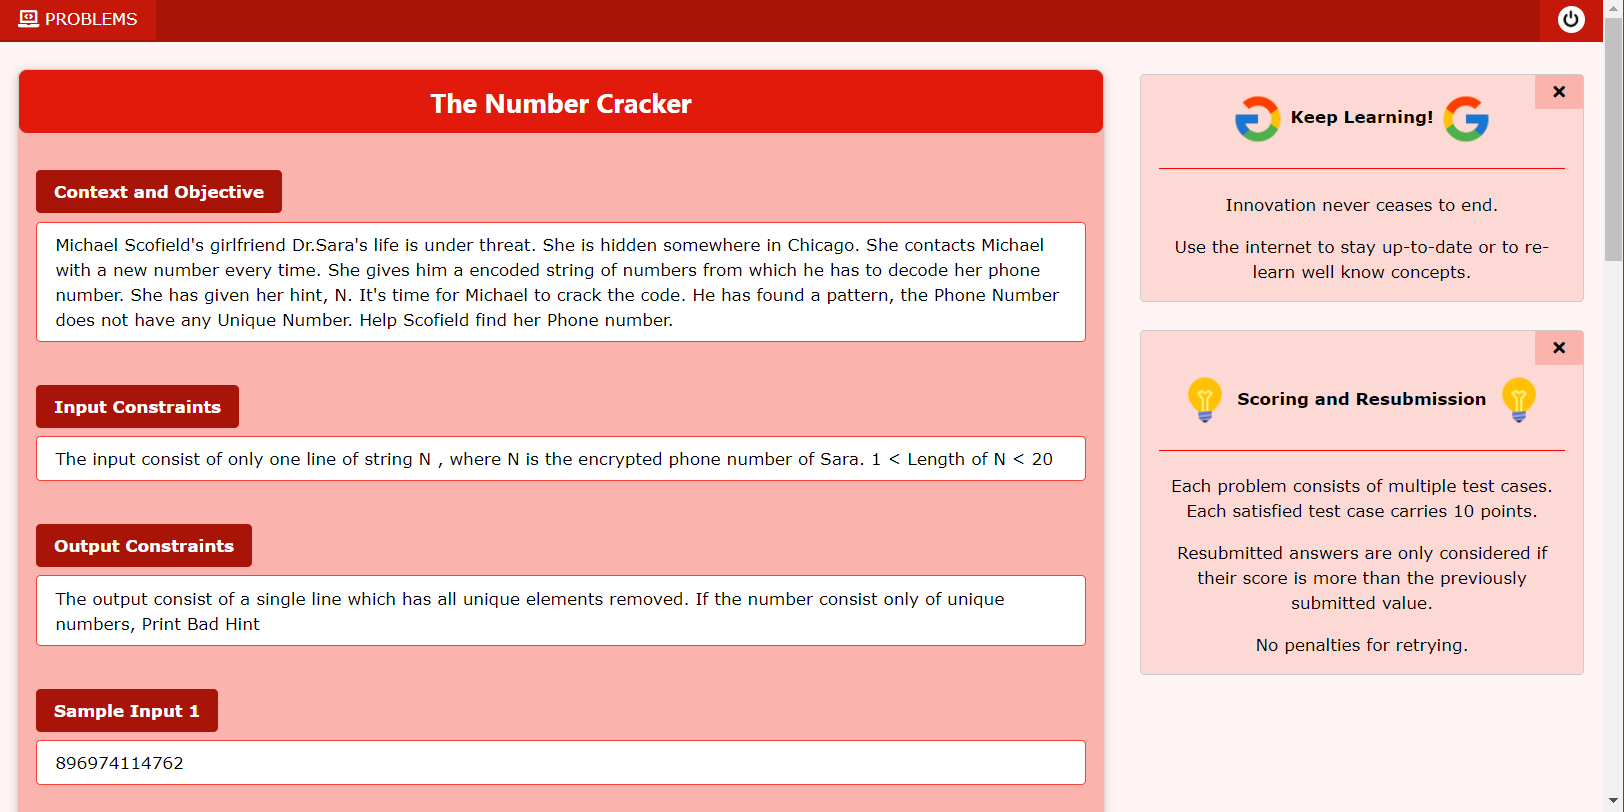 PROBLEMS
The Number Cracker
Context and Objective
Michael Scofield's girlfriend Dr.Sara's life is under threat. She is hidden somewhere in Chicago. She contacts Michael
with a new number every time. She gives him a encoded string of numbers from which he has to decode her phone
number. She has given her hint, N. It's time for Michael to crack the code. He has found a pattern, the Phone Number
does not have any Unique Number. Help Scofield find her Phone number.
Input Constraints
The input consist of only one line of string N , where N is the encrypted phone number of Sara. 1 < Length of N < 20
Output Constraints
The output consist of a single line which has all unique elements removed. If the number consist only of unique
numbers, Print Bad Hint
Sample Input 1
896974114762
Keep Learning!
Innovation never ceases to end.
Use the internet to stay up-to-date or to re-
learn well know concepts.
Scoring and Resubmission
Each problem consists of multiple test cases.
Each satisfied test case carries 10 points.
Resubmitted answers are only considered if
their score is more than the previously
submitted value.
No penalties for retrying.